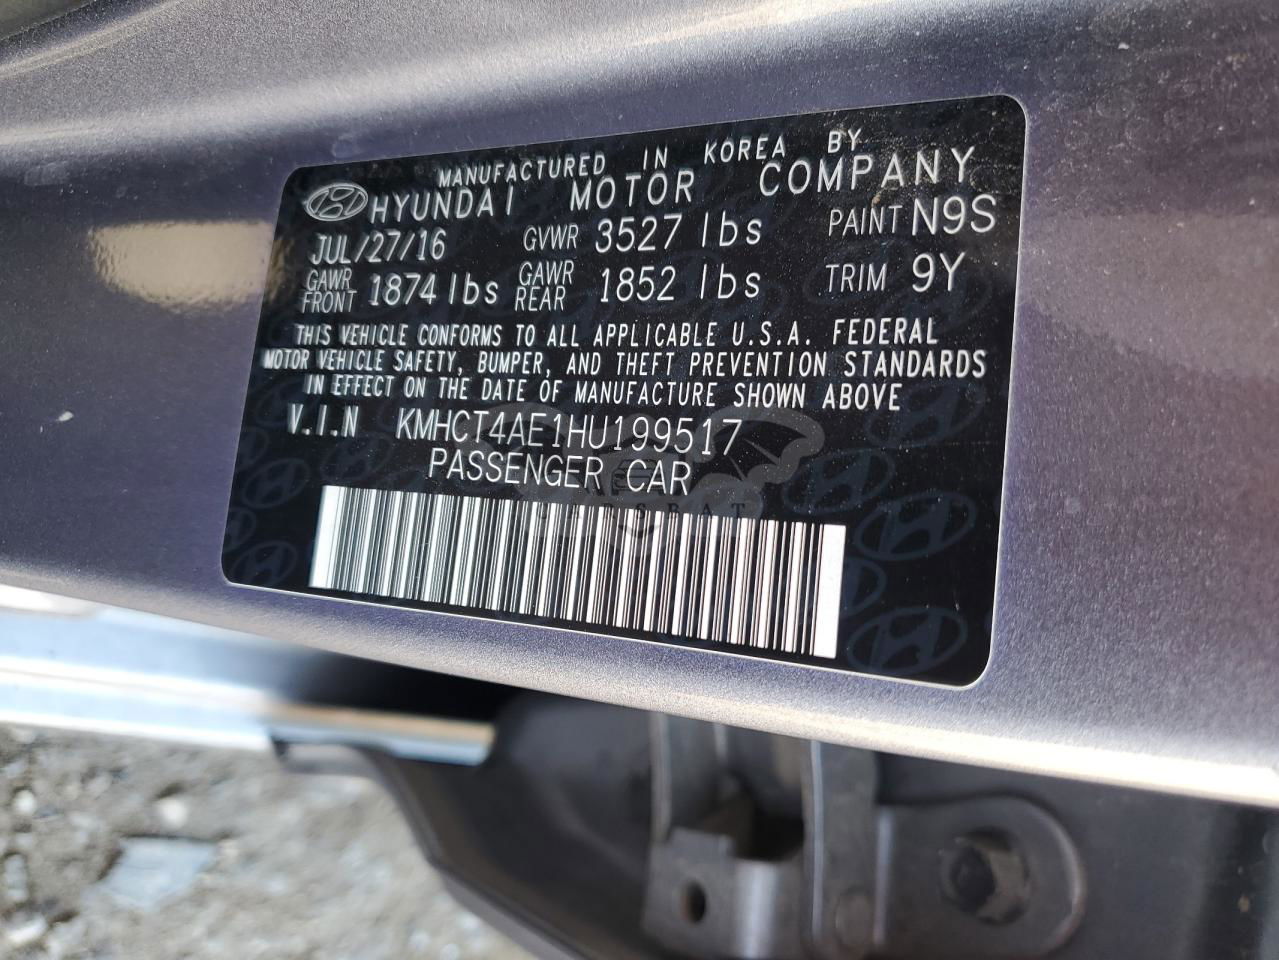 MANUFACTURED IN KOREA BY
HYUNDAI MOTOR COMPANY
JUL/27/16 GVWR 3527 lbs PAINT N9S
GAWR FRONT 1874 lbs GAWR REAR 1852 lbs TRIM 9Y
THIS VEHICLE CONFORMS TO ALL APPLICABLE U.S.A. FEDERAL
MOTOR VEHICLE SAFETY, BUMPER, AND THEFT PREVENTION STANDARDS
IN EFFECT ON THE DATE OF MANUFACTURE SHOWN ABOVE
V.I.N KMHCT4AE1HU199517
PASSENGER CAR
CARSBAT